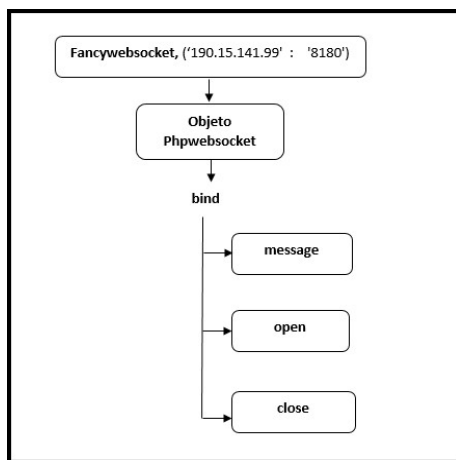 Fancywebsocket, (‘190.15.141.99' : '8180')
Objeto
Phpwebsocket
bind
message
open
close